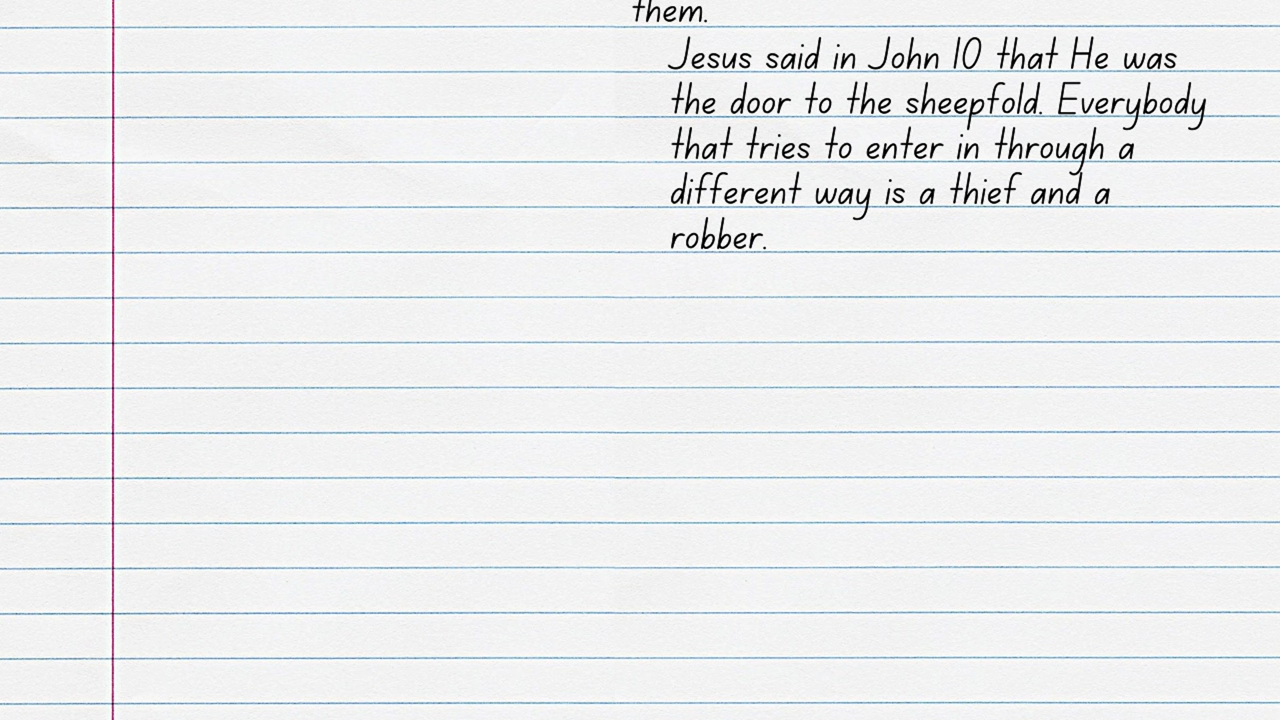 them.
Jesus said in John 10 that He was
the door to the sheepfold. Everybody
that tries to enter in through a
different way is a thief and a
robber.